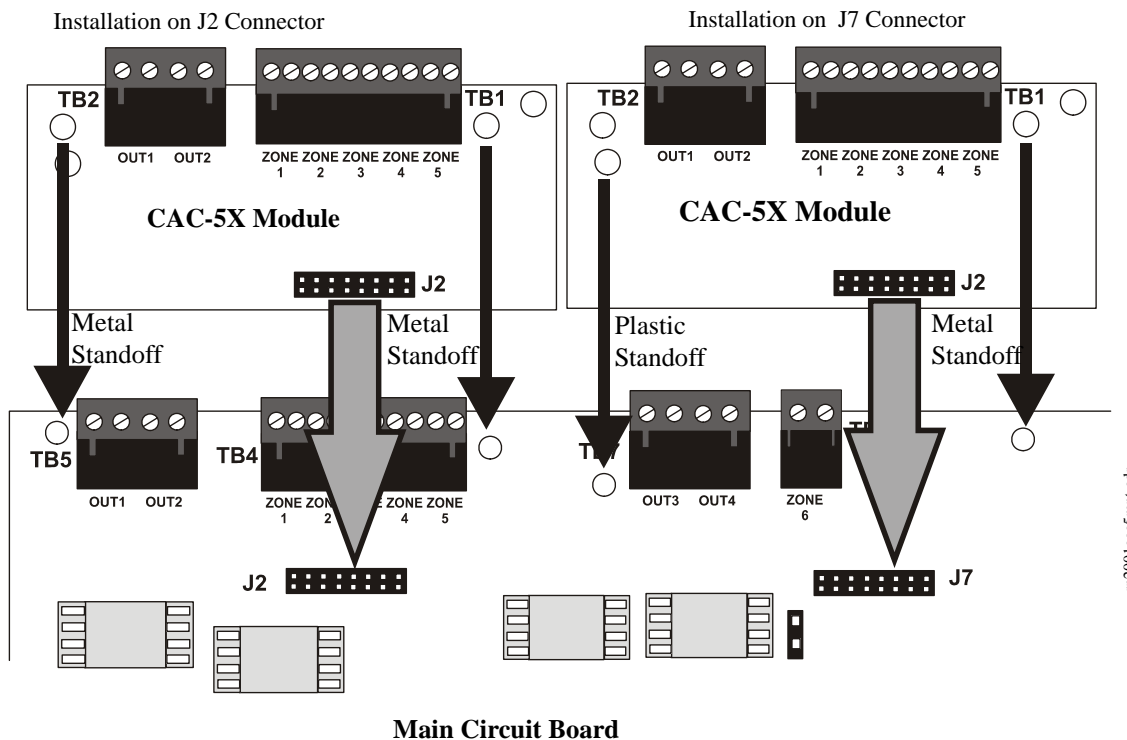 Installation on J2 Connector
Installation on J7 Connector
TB2
TB1
OUT1 OUT2
ZONE 1 ZONE 2 ZONE 3 ZONE 4 ZONE 5
CAC-5X Module
J2
Metal Standoff
Metal Standoff
TB2
TB1
OUT1 OUT2
ZONE 1 ZONE 2 ZONE 3 ZONE 4 ZONE 5
CAC-5X Module
J2
Plastic Standoff
Metal Standoff
TB5
OUT1 OUT2
TB4
ZONE 1 ZONE 2 ZONE 4 ZONE 5
J2
OUT3 OUT4
ZONE 6
J7
Main Circuit Board